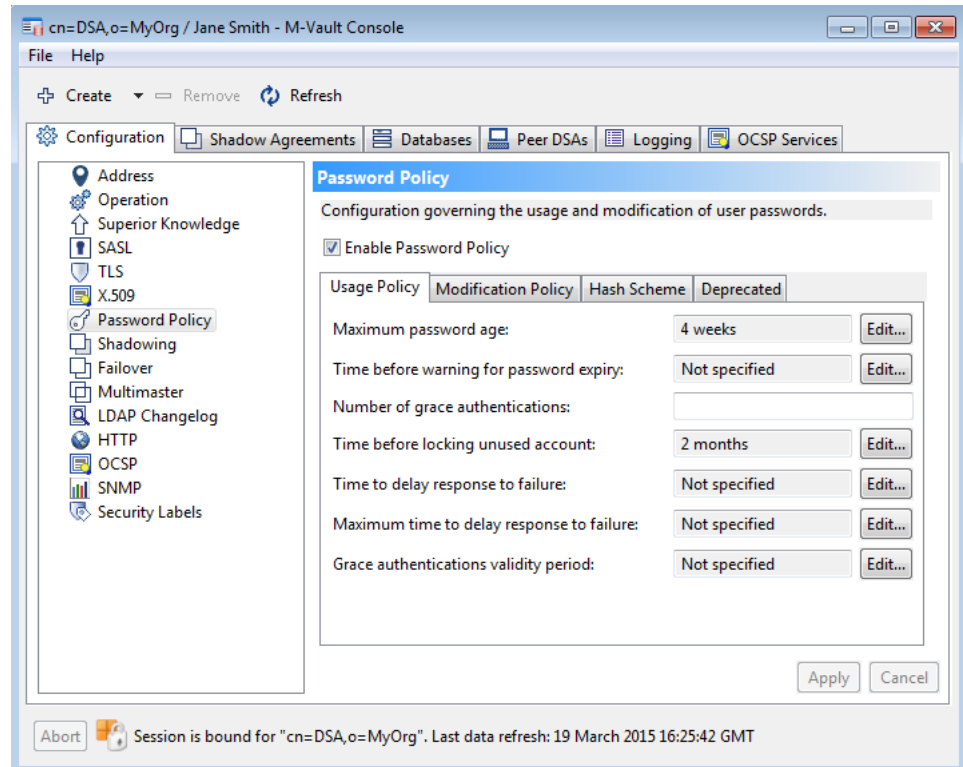 cn=DSA,o=MyOrg / Jane Smith - M-Vault Console
File Help
Create Remove Refresh
Configuration Shadow Agreements Databases Peer DSAs Logging OCSP Services
Address
Operation
Superior Knowledge
SASL
TLS
X.509
Password Policy
Shadowing
Failover
Multimaster
LDAP Changelog
HTTP
OCSP
SNMP
Security Labels
Password Policy
Configuration governing the usage and modification of user passwords.
Enable Password Policy
Usage Policy Modification Policy Hash Scheme Deprecated
Maximum password age: 4 weeks Edit...
Time before warning for password expiry: Not specified Edit...
Number of grace authentications:
Time before locking unused account: 2 months Edit...
Time to delay response to failure: Not specified Edit...
Maximum time to delay response to failure: Not specified Edit...
Grace authentications validity period: Not specified Edit...
Apply Cancel
Abort Session is bound for "cn=DSA,o=MyOrg". Last data refresh: 19 March 2015 16:25:42 GMT